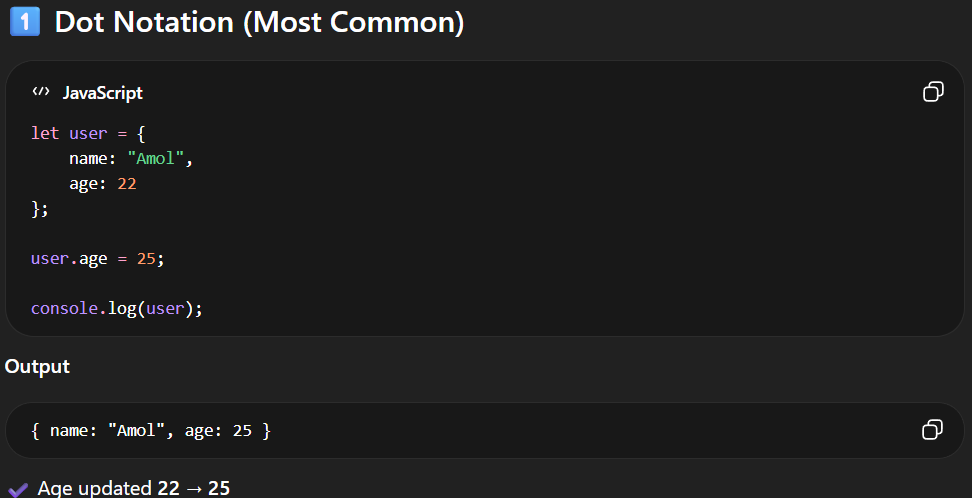 1 Dot Notation (Most Common)
</> JavaScript
let user = {
    name: "Amol",
    age: 22
};
user.age = 25;
console.log(user);
Output
{ name: "Amol", age: 25 }
✔ Age updated 22 → 25